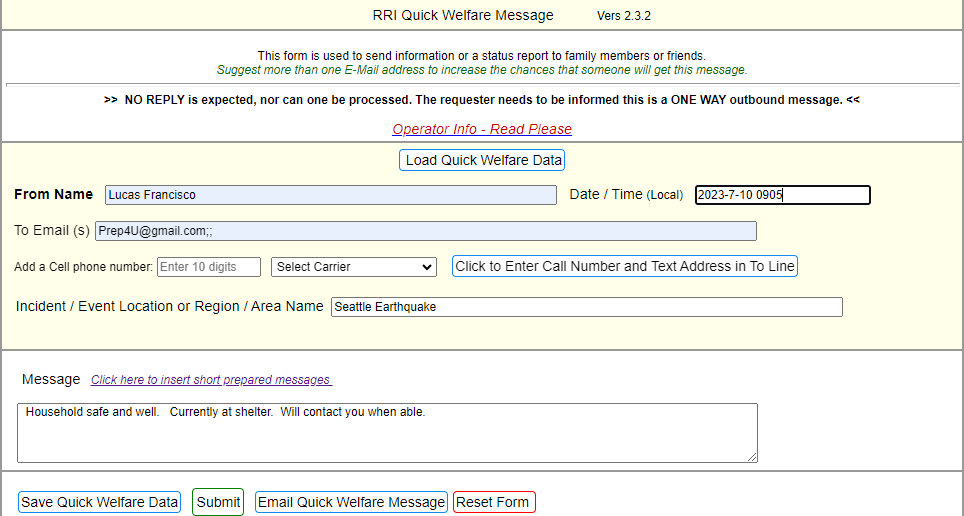 RRI Quick Welfare Message Vers 2.3.2
This form is used to send information or a status report to family members or friends.
Suggest more than one E-Mail address to increase the chances that someone will get this message.
>> NO REPLY is expected, nor can one be processed. The requester needs to be informed this is a ONE WAY outbound message. <<
Operator Info - Read Please
Load Quick Welfare Data
From Name Lucas Francisco Date / Time (Local) 2023-7-10 0905
To Email (s) Prep4U@gmail.com;;
Add a Cell phone number: Enter 10 digits Select Carrier Click to Enter Call Number and Text Address in To Line
Incident / Event Location or Region / Area Name Seattle Earthquake
Message Click here to insert short prepared messages
Household safe and well. Currently at shelter. Will contact you when able.
Save Quick Welfare Data Submit Email Quick Welfare Message Reset Form